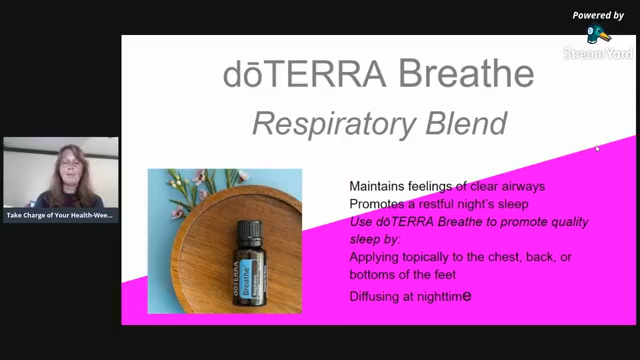 Powered by
StreamYard
dōTERRA Breathe
Respiratory Blend
Maintains feelings of clear airways
Promotes a restful night's sleep
Use dōTERRA Breathe to promote quality
sleep by:
Applying topically to the chest, back, or
bottoms of the feet
Diffusing at nighttime
dōTERRA
Breathe
Take Charge of Your Health-Wee...